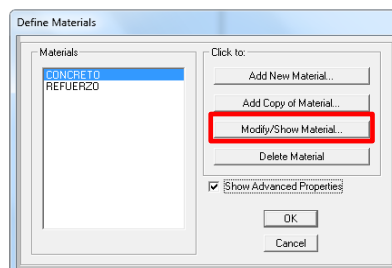 Define Materials
Materials
CONCRETO
REFUERZO
Click to:
Add New Material...
Add Copy of Material...
Modify/Show Material...
Delete Material
Show Advanced Properties
OK
Cancel